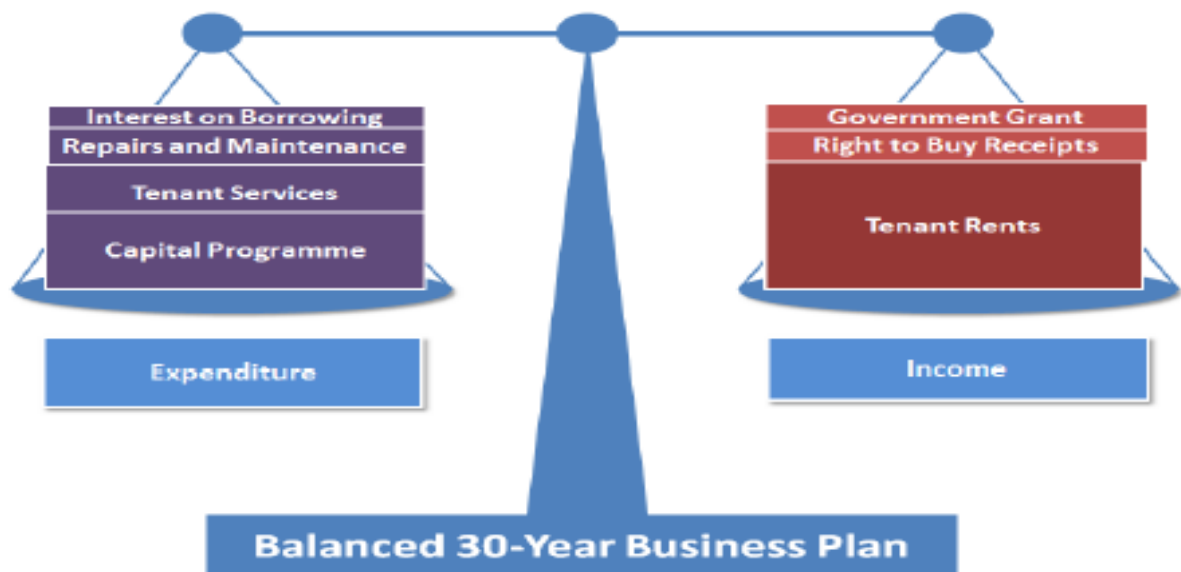 Interest on Borrowing
Repairs and Maintenance
Tenant Services
Capital Programme
Expenditure
Government Grant
Right to Buy Receipts
Tenant Rents
Income
Balanced 30-Year Business Plan